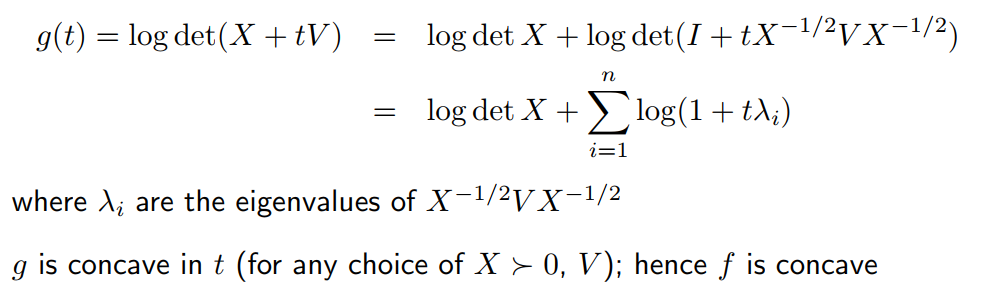 g(t) = log det(X + tV) = log det X + log det(I + tX^{-1/2}VX^{-1/2})
= log det X + \sum_{i=1}^{n} log(1 + tλ_i)
where λ_i are the eigenvalues of X^{-1/2}VX^{-1/2}
g is concave in t (for any choice of X ≻ 0, V); hence f is concave